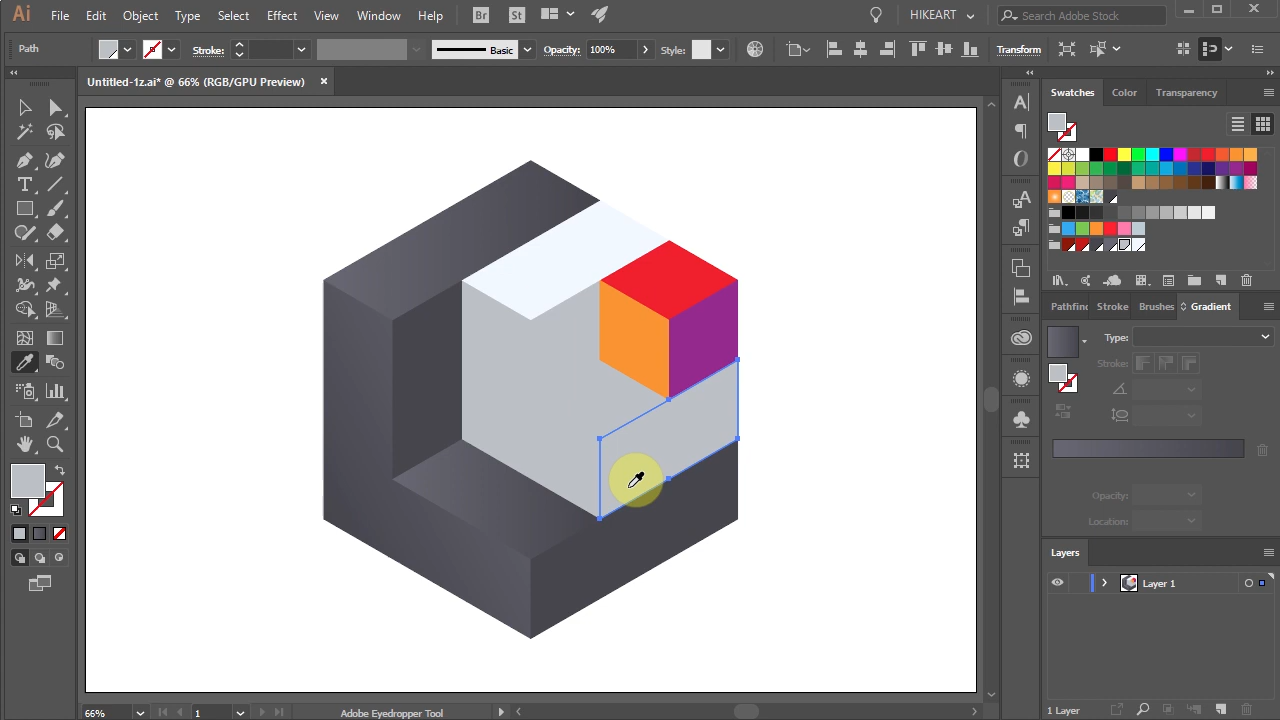 Ai File Edit Object Type Select Effect View Window Help Br St HIKEART Search Adobe Stock
Path Stroke: Basic Opacity: 100% Style: Transform
Untitled-1z.ai* @ 66% (RGB/GPU Preview) ×
Swatches Color Transparency
Pathfin Stroke Brushes Gradient
Type:
Stroke:
Opacity:
Location:
Layers
Layer 1
1 Layer
66% 1 Adobe Eyedropper Tool